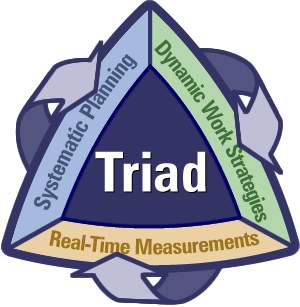 Systematic Planning
Dynamic Work Strategies
Triad
Real-Time Measurements